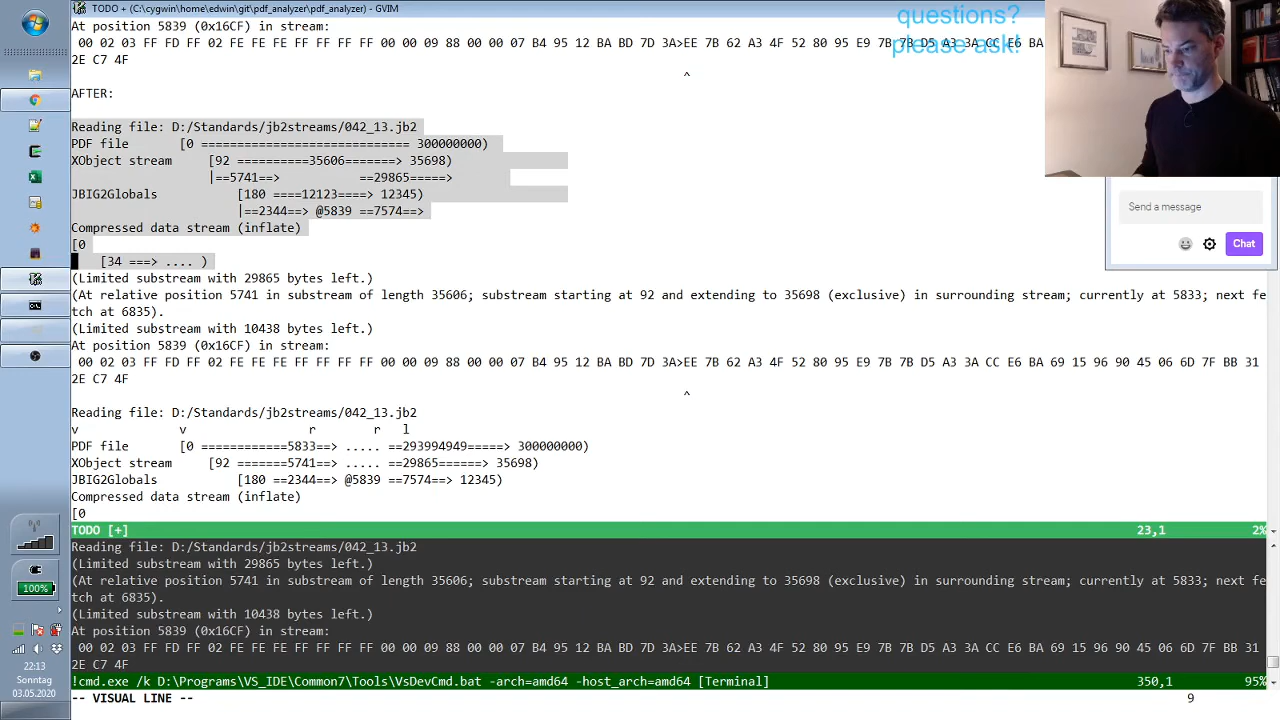 TODO + (C:\cygwin\home\edwin\git\pdf_analyzer\pdf_analyzer) - GVIM
At position 5839 (0x16CF) in stream:
questions?
00 02 03 FF FD FF 02 FE FE FE FF FF FF FF 00 00 09 88 00 00 07 B4 95 12 BA BD 7D 3A>EE 7B 62 A3 4F 52 80 95 E9 7B 7B D5 A3 3A CC E6 BA
please ask!
2E C7 4F
^
AFTER:
Reading file: D:/Standards/jb2streams/042_13.jb2
PDF file [0 ============================ 300000000)
XObject stream [92 ==========35606=======> 35698)
|==5741==> ==29865=====>
JBIG2Globals [180 ====12123====> 12345)
|==2344==> @5839 ==7574==>
Compressed data stream (inflate)
[0
[34 ===> .... )
(Limited substream with 29865 bytes left.)
(At relative position 5741 in substream of length 35606; substream starting at 92 and extending to 35698 (exclusive) in surrounding stream; currently at 5833; next fe
tch at 6835).
(Limited substream with 10438 bytes left.)
At position 5839 (0x16CF) in stream:
00 02 03 FF FD FF 02 FE FE FE FF FF FF FF 00 00 09 88 00 00 07 B4 95 12 BA BD 7D 3A>EE 7B 62 A3 4F 52 80 95 E9 7B 7B D5 A3 3A CC E6 BA 69 15 96 90 45 06 6D 7F BB 31
2E C7 4F
^
Reading file: D:/Standards/jb2streams/042_13.jb2
v v r r l
PDF file [0 ============5833==> ..... ==293994949=====> 300000000)
XObject stream [92 =======5741==> ..... ==29865======> 35698)
JBIG2Globals [180 ==2344==> @5839 ==7574==> 12345)
Compressed data stream (inflate)
[0
TODO [+] 23,1 2%
Reading file: D:/Standards/jb2streams/042_13.jb2
(Limited substream with 29865 bytes left.)
(At relative position 5741 in substream of length 35606; substream starting at 92 and extending to 35698 (exclusive) in surrounding stream; currently at 5833; next fe
tch at 6835).
(Limited substream with 10438 bytes left.)
At position 5839 (0x16CF) in stream:
00 02 03 FF FD FF 02 FE FE FE FF FF FF FF 00 00 09 88 00 00 07 B4 95 12 BA BD 7D 3A>EE 7B 62 A3 4F 52 80 95 E9 7B 7B D5 A3 3A CC E6 BA 69 15 96 90 45 06 6D 7F BB 31
2E C7 4F
!cmd.exe /k D:\Programs\VS_IDE\Common7\Tools\VsDevCmd.bat -arch=amd64 -host_arch=amd64 [Terminal] 350,1 95%
-- VISUAL LINE -- 9
Send a message
Chat
100%
22:13
Sonntag
03.05.2020